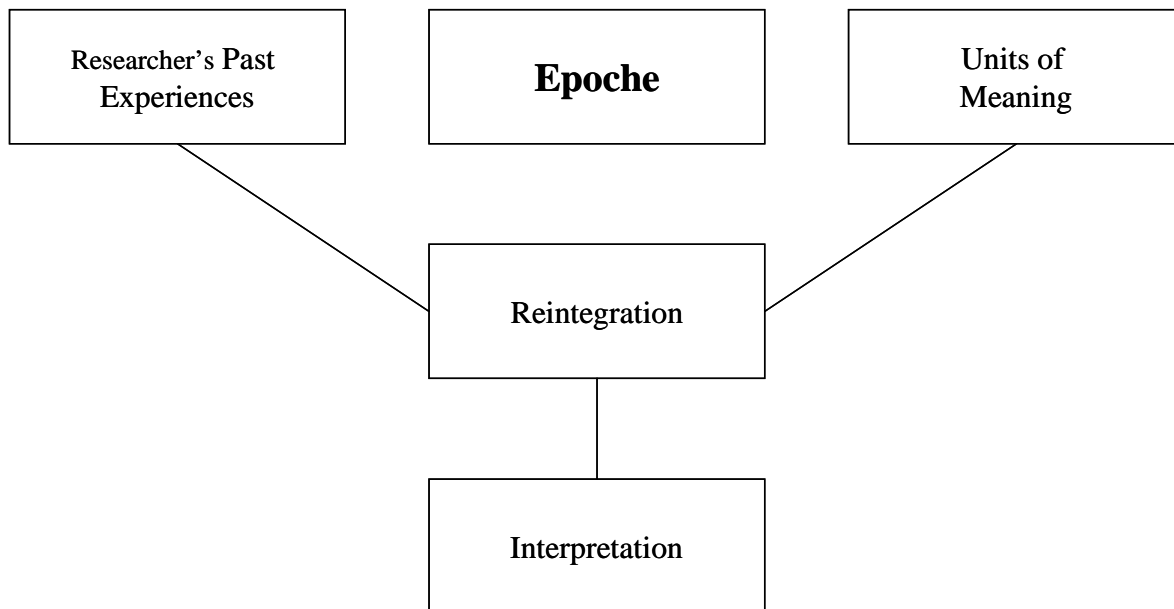 Researcher’s Past
Experiences
Epoche
Units of
Meaning
Reintegration
Interpretation